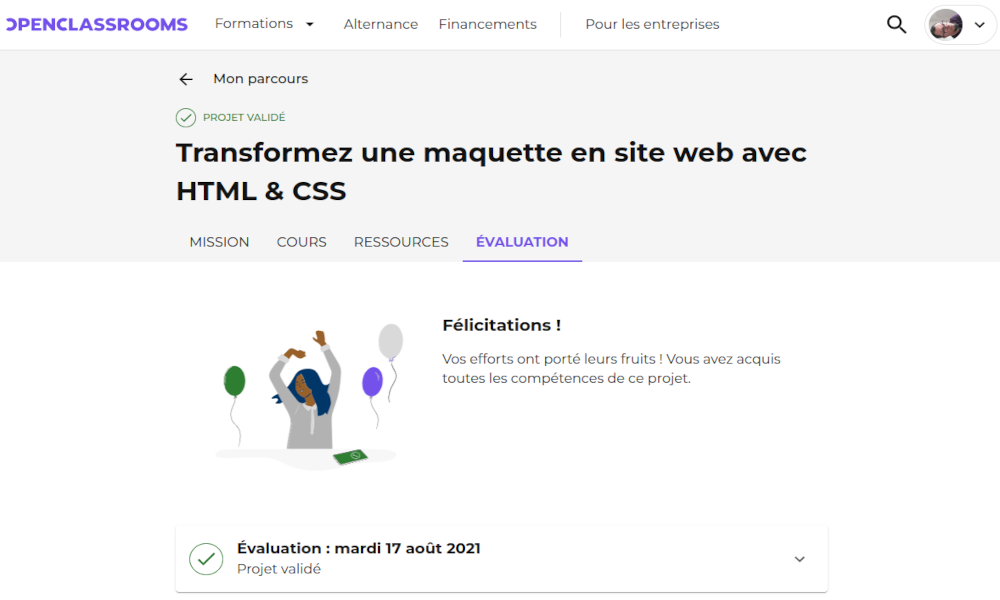 OPENCLASSROOMS
Formations
Alternance
Financements
Pour les entreprises
Mon parcours
PROJET VALIDÉ
Transformez une maquette en site web avec
HTML & CSS
MISSION
COURS
RESSOURCES
ÉVALUATION
Félicitations !
Vos efforts ont porté leurs fruits ! Vous avez acquis
toutes les compétences de ce projet.
Évaluation : mardi 17 août 2021
Projet validé